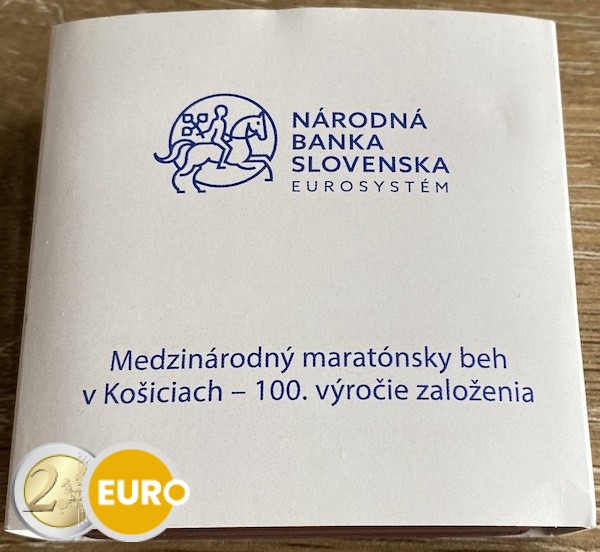 NÁRODNÁ
BANKA
SLOVENSKA
EUROSYSTÉM
Medzinárodný maratónsky beh
v Košiciach – 100. výročie založenia
2 EURO